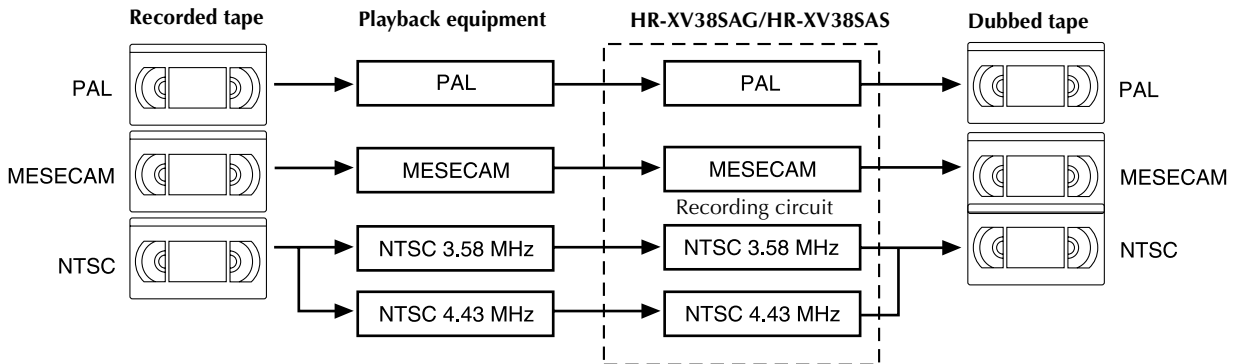 Recorded tape Playback equipment HR-XV38SAG/HR-XV38SAS Dubbed tape
PAL PAL PAL PAL
MESECAM MESECAM MESECAM MESECAM
Recording circuit
NTSC NTSC 3.58 MHz NTSC 3.58 MHz NTSC
NTSC 4.43 MHz NTSC 4.43 MHz